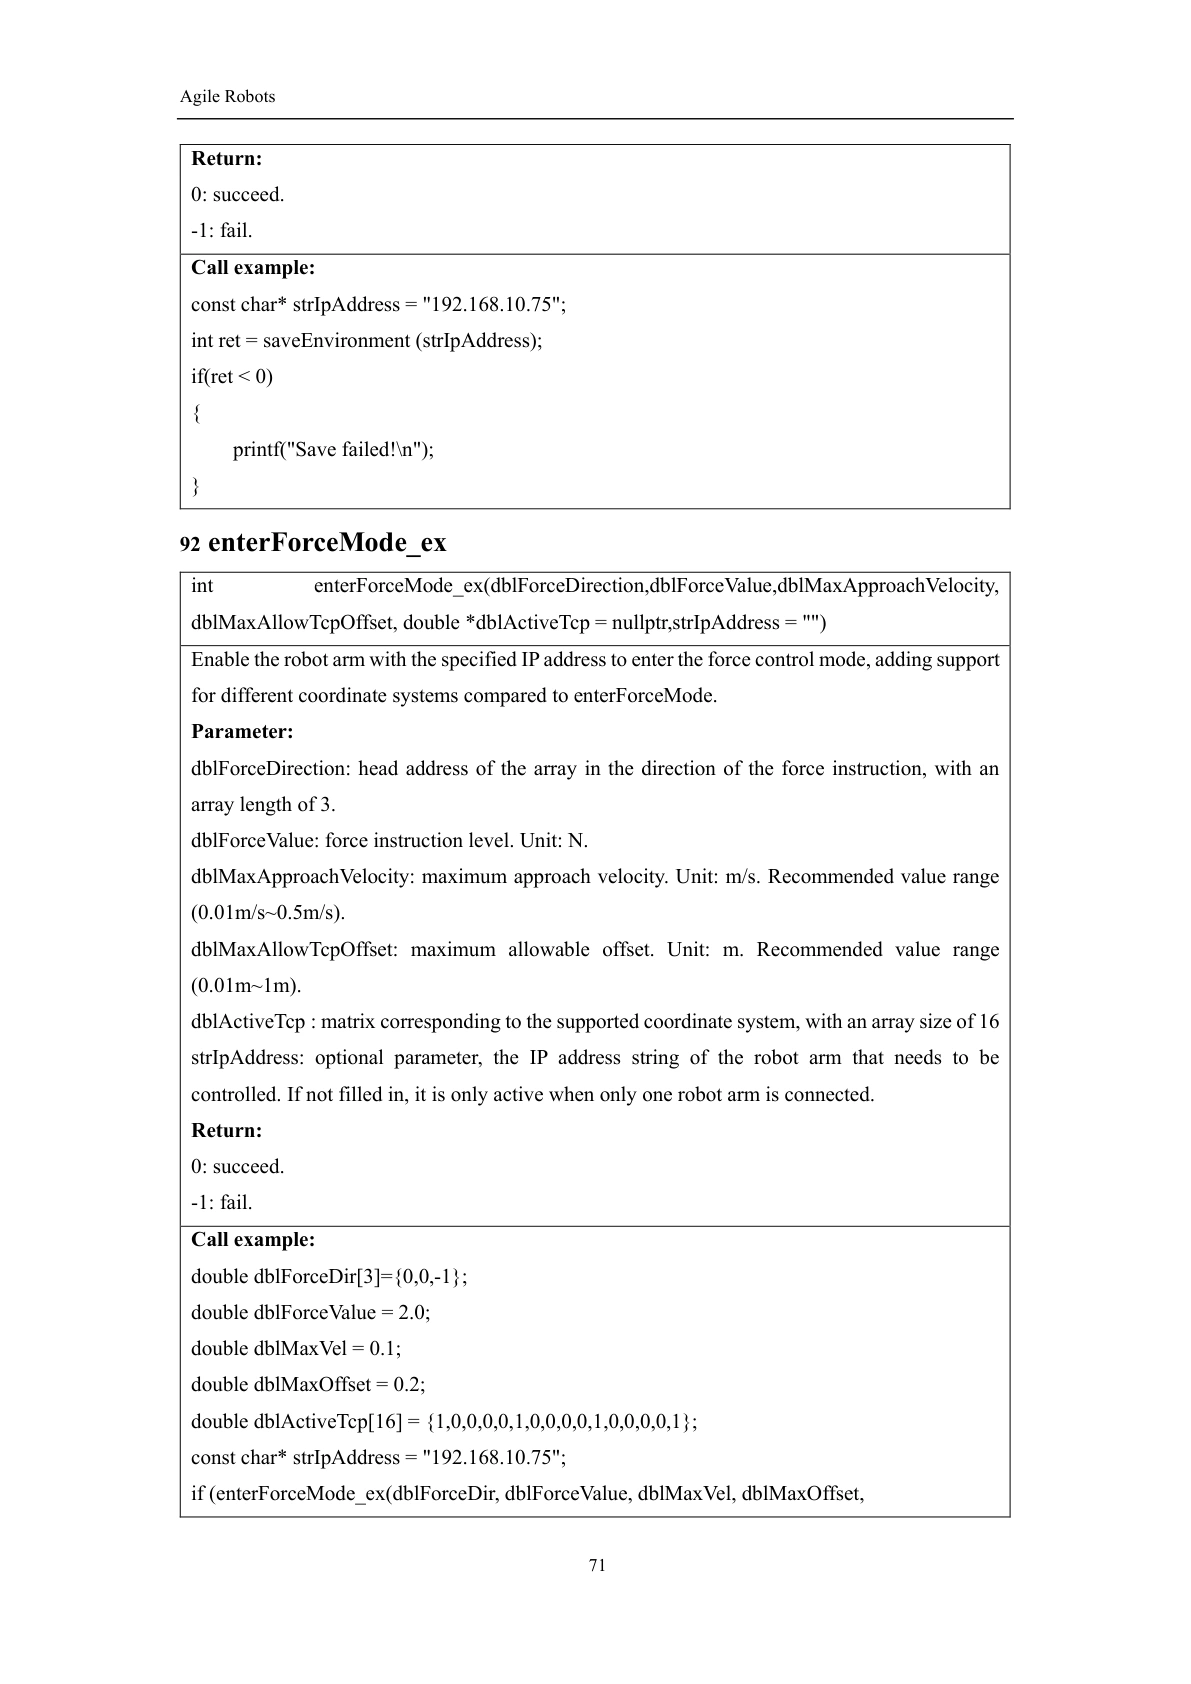 Agile Robots
Return:
0: succeed.
-1: fail.
Call example:
const char* strIpAddress = "192.168.10.75";
int ret = saveEnvironment (strIpAddress);
if(ret < 0)
{
printf("Save failed!\n");
}
92 enterForceMode_ex
int enterForceMode_ex(dblForceDirection,dblForceValue,dblMaxApproachVelocity,
dblMaxAllowTcpOffset, double *dblActiveTcp = nullptr,strIpAddress = "")
Enable the robot arm with the specified IP address to enter the force control mode, adding support
for different coordinate systems compared to enterForceMode.
Parameter:
dblForceDirection: head address of the array in the direction of the force instruction, with an
array length of 3.
dblForceValue: force instruction level. Unit: N.
dblMaxApproachVelocity: maximum approach velocity. Unit: m/s. Recommended value range
(0.01m/s~0.5m/s).
dblMaxAllowTcpOffset: maximum allowable offset. Unit: m. Recommended value range
(0.01m~1m).
dblActiveTcp : matrix corresponding to the supported coordinate system, with an array size of 16
strIpAddress: optional parameter, the IP address string of the robot arm that needs to be
controlled. If not filled in, it is only active when only one robot arm is connected.
Return:
0: succeed.
-1: fail.
Call example:
double dblForceDir[3]={0,0,-1};
double dblForceValue = 2.0;
double dblMaxVel = 0.1;
double dblMaxOffset = 0.2;
double dblActiveTcp[16] = {1,0,0,0,0,1,0,0,0,0,1,0,0,0,0,1};
const char* strIpAddress = "192.168.10.75";
if (enterForceMode_ex(dblForceDir, dblForceValue, dblMaxVel, dblMaxOffset,
71